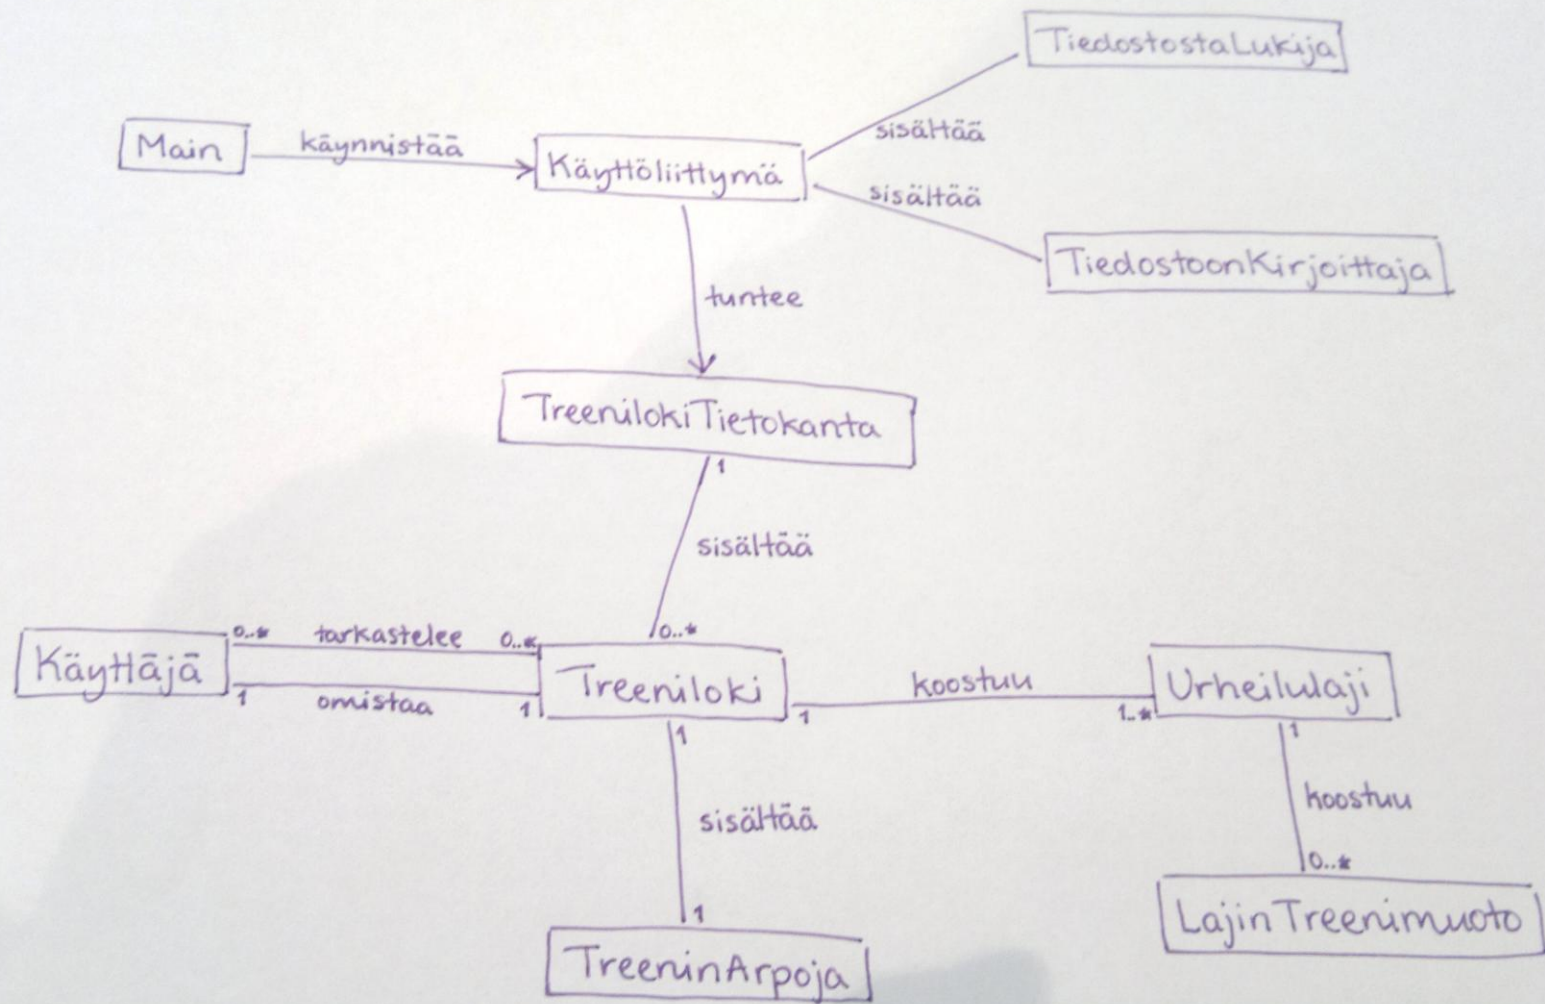 TiedostostaLukija
Main
käynnistää
Käyttöliittymä
sisältää
sisältää
TiedostoonKirjoittaja
tuntee
TreenilokiTietokanta
1
sisältää
0..*
Käyttäjä
0..* tarkastelee 0..*
1 omistaa 1
Treeniloki
1 koostuu 1..*
Urheilulaji
1
sisältää
1
TreeninArpoja
1
koostuu
0..*
LajinTreenimuoto